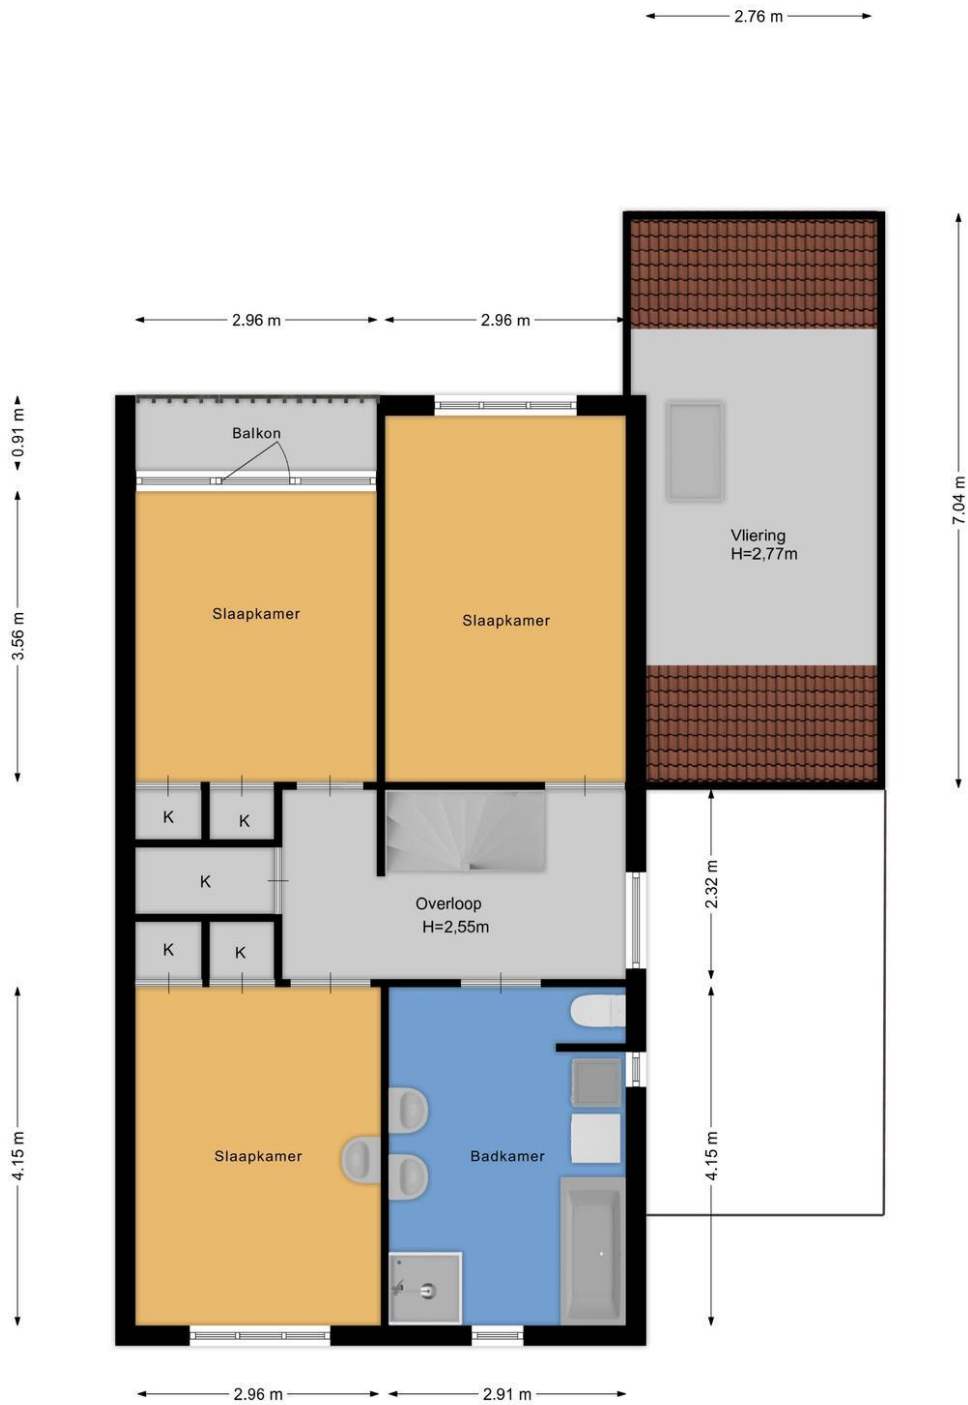 2.76 m
2.96 m
2.96 m
0.91 m
Balkon
7.04 m
Vliering
H=2,77m
Slaapkamer
Slaapkamer
3.56 m
K
K
K
Overloop
H=2,55m
2.32 m
K
K
4.15 m
Slaapkamer
Badkamer
4.15 m
2.96 m
2.91 m